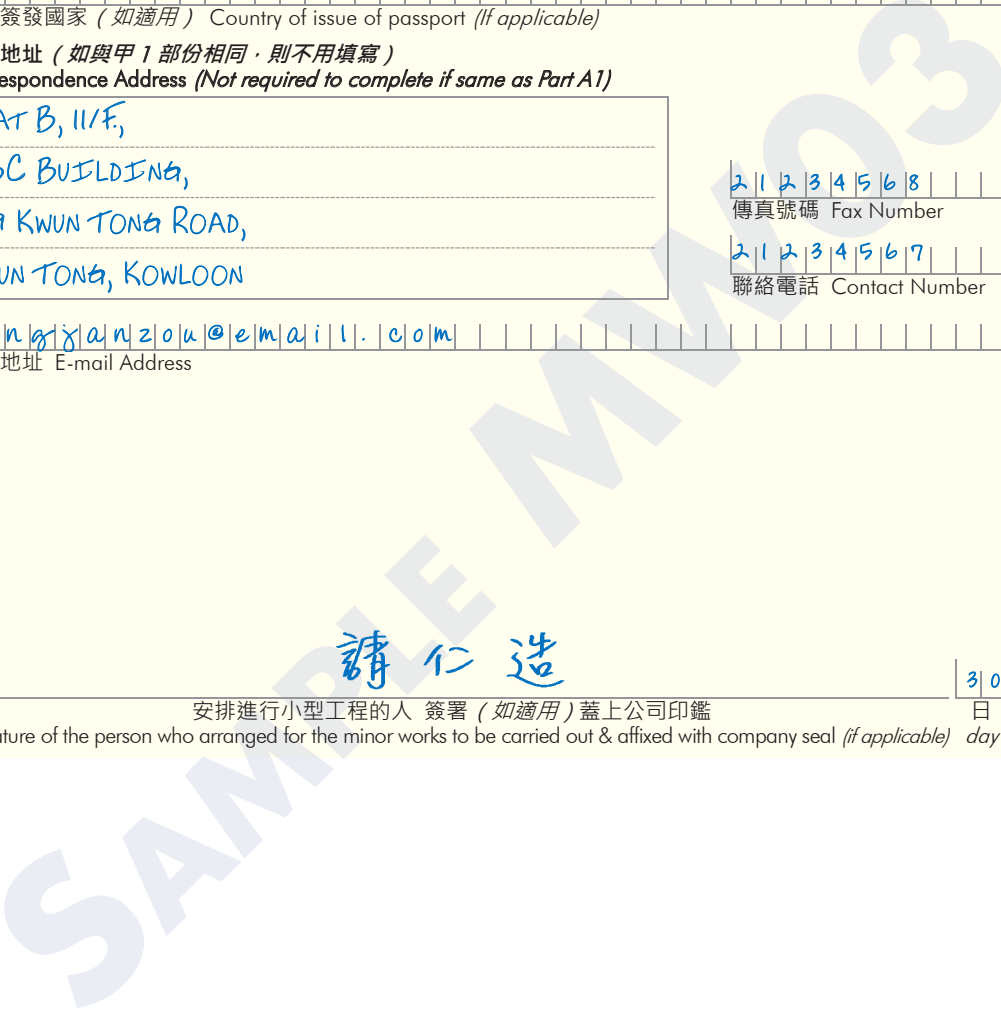 簽發國家 ( 如適用 ) Country of issue of passport (If applicable)
地址 ( 如與甲 1 部份相同，則不用填寫 )
espondence Address (Not required to complete if same as Part A1)
AT B, 11/F.,
C BUILDING,
9 KWUN TONG ROAD,
UN TONG, KOWLOON
21234568
傳真號碼 Fax Number
21234567
聯絡電話 Contact Number
ngjanzou@email.com
地址 E-mail Address
請仁造
30
安排進行小型工程的人 簽署 ( 如適用 ) 蓋上公司印鑑
日
ature of the person who arranged for the minor works to be carried out & affixed with company seal (if applicable)
day
SAMPLE MW03